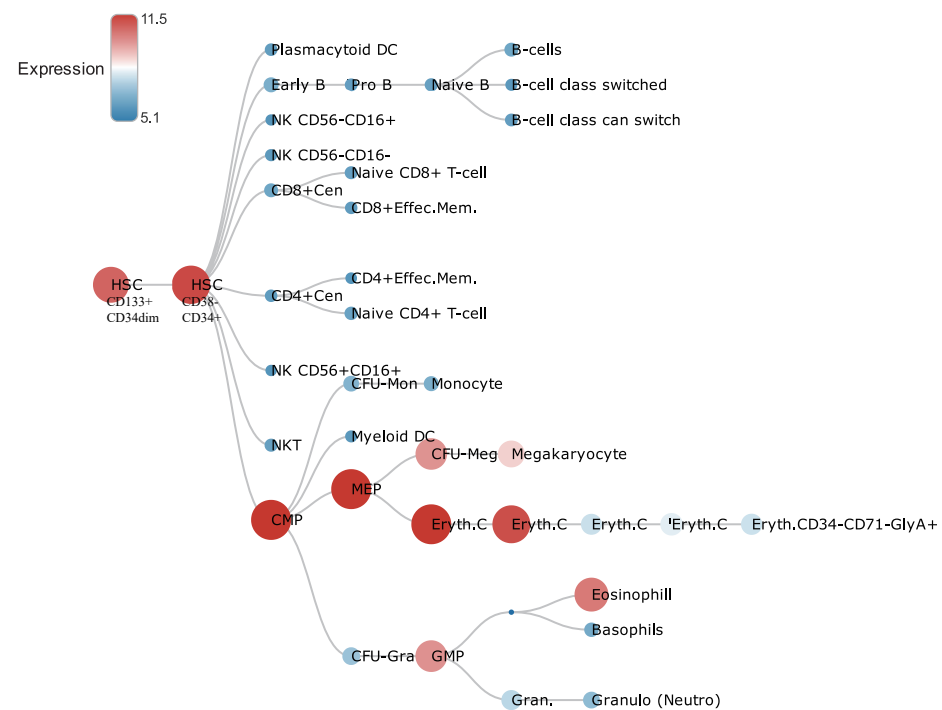 11.5
Expression
5.1
Plasmacytoid DC
B-cells
Early B
Pro B
Naive B
B-cell class switched
NK CD56-CD16+
B-cell class can switch
NK CD56-CD16-
Naive CD8+ T-cell
CD8+Cen
CD8+Effec.Mem.
HSC
CD133+
CD34dim
HSC
CD38-
CD34+
CD4+Effec.Mem.
CD4+Cen
Naive CD4+ T-cell
NK CD56+CD16+
CFU-Mon
Monocyte
Myeloid DC
NKT
CFU-Meg
Megakaryocyte
MEP
CMP
Eryth.C
Eryth.C
Eryth.C
'Eryth.C
Eryth.CD34-CD71-GlyA+
Eosinophill
Basophils
CFU-Gra
GMP
Gran.
Granulo (Neutro)